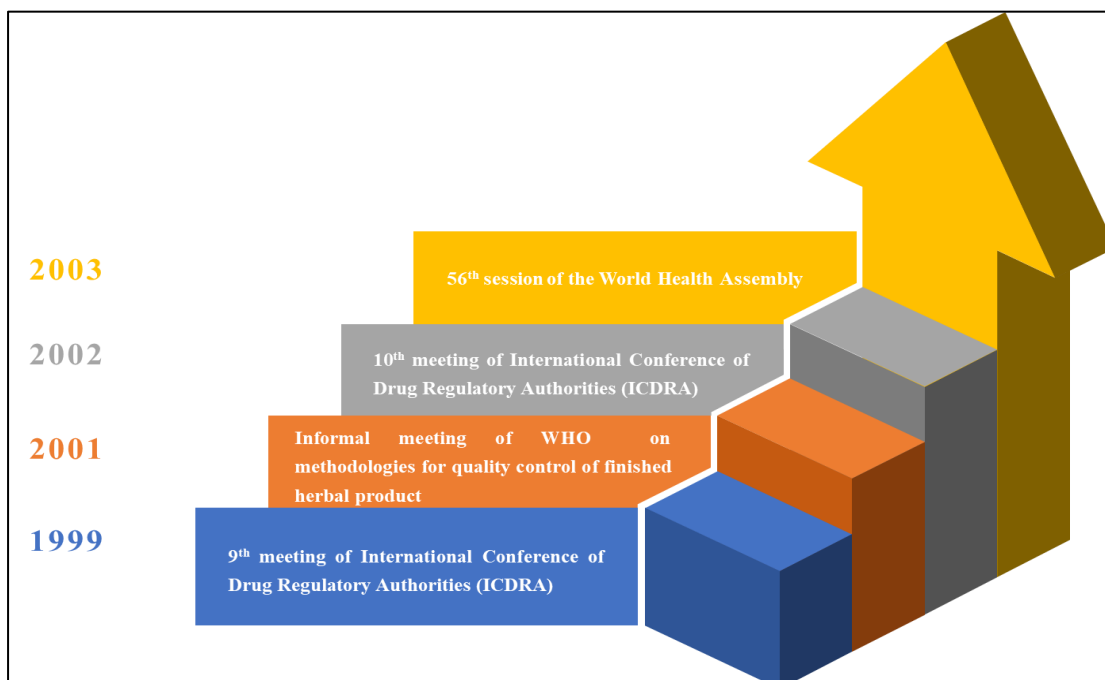 2003
56th session of the World Health Assembly
2002
10th meeting of International Conference of
Drug Regulatory Authorities (ICDRA)
2001
Informal meeting of WHO on
methodologies for quality control of finished
herbal product
1999
9th meeting of International Conference of
Drug Regulatory Authorities (ICDRA)